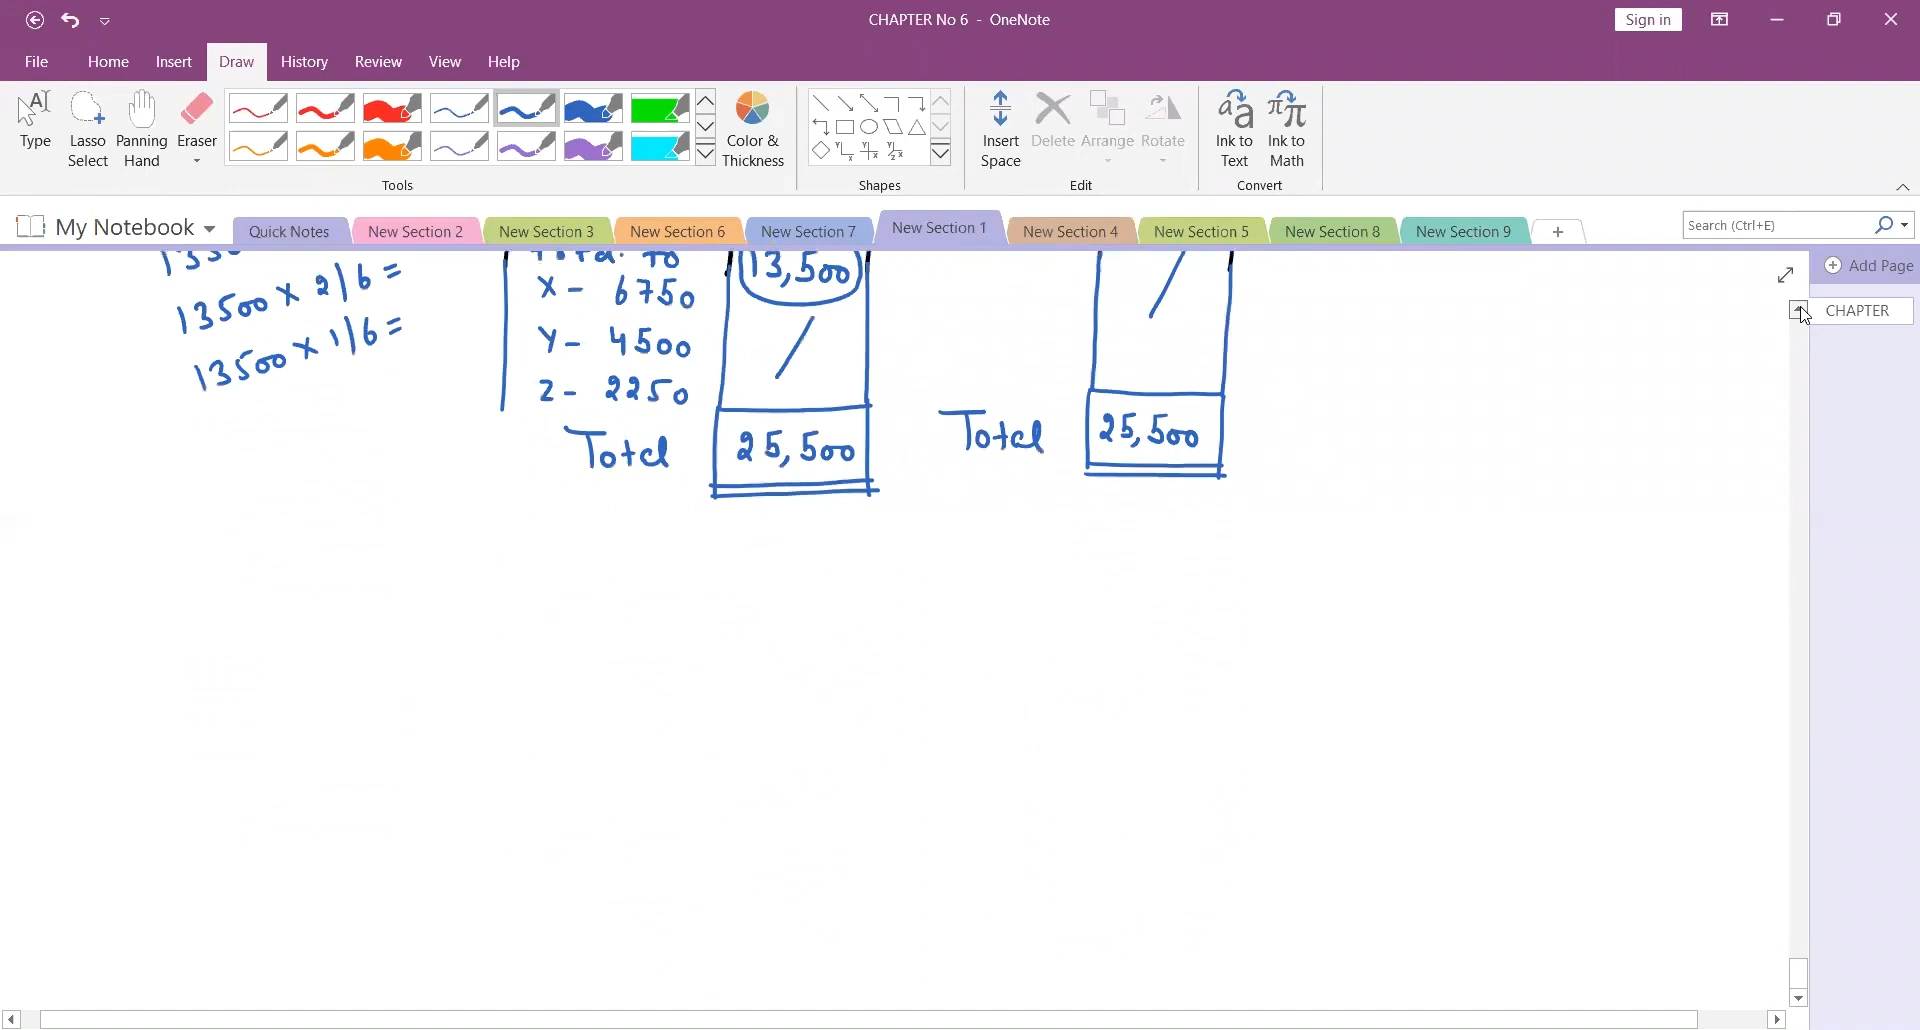 CHAPTER No 6 - OneNote
Sign in
File Home Insert Draw History Review View Help
Type
Lasso Select
Panning Hand
Eraser
Color & Thickness
Insert Space
Delete
Arrange
Rotate
Ink to Text
Ink to Math
Tools Shapes Edit Convert
My Notebook
Quick Notes New Section 2 New Section 3 New Section 6 New Section 7 New Section 1 New Section 4 New Section 5 New Section 8 New Section 9
Search (Ctrl+E)
Add Page
CHAPTER
13500 x 2/6 =
13500 x 1/6 =
13,500
X - 6750
Y - 4500
Z - 2250
Total 25,500
Total 25,500